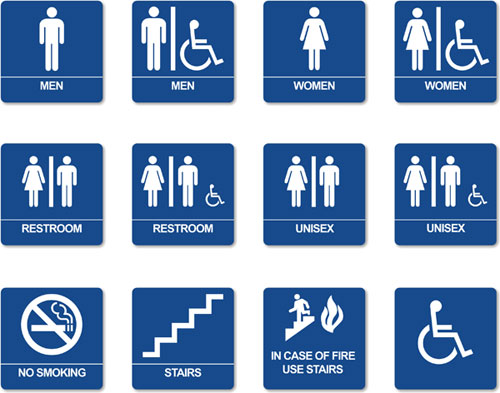 MEN
MEN
WOMEN
WOMEN
RESTROOM
RESTROOM
UNISEX
UNISEX
NO SMOKING
STAIRS
IN CASE OF FIRE
USE STAIRS